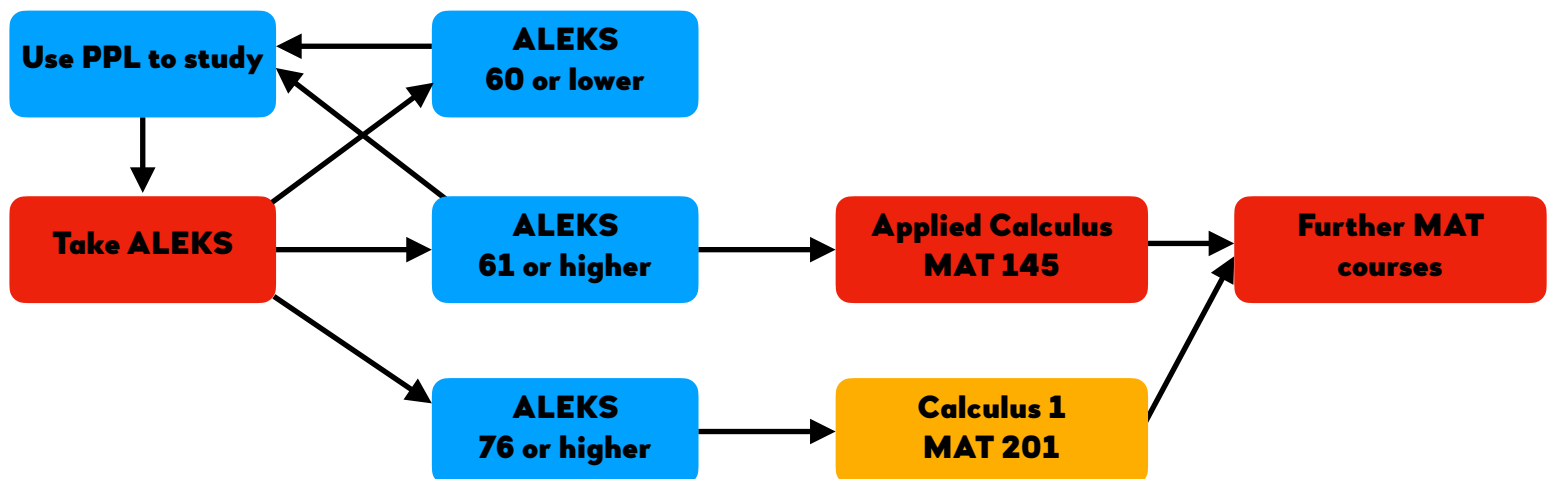 Use PPL to study
ALEKS
60 or lower
Take ALEKS
ALEKS
61 or higher
Applied Calculus
MAT 145
Further MAT
courses
ALEKS
76 or higher
Calculus 1
MAT 201